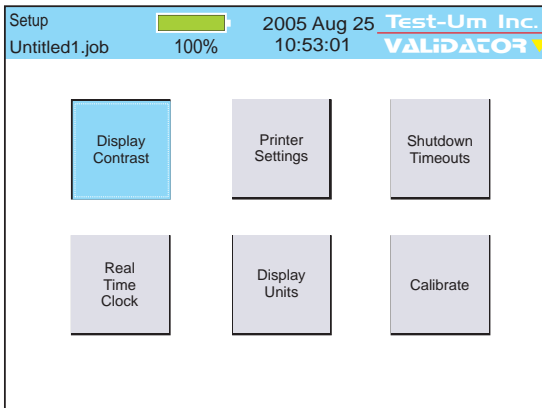 Setup
Untitled1.job
100%
2005 Aug 25
10:53:01
Test-Um Inc.
VALiDATOR
Display
Contrast
Printer
Settings
Shutdown
Timeouts
Real
Time
Clock
Display
Units
Calibrate